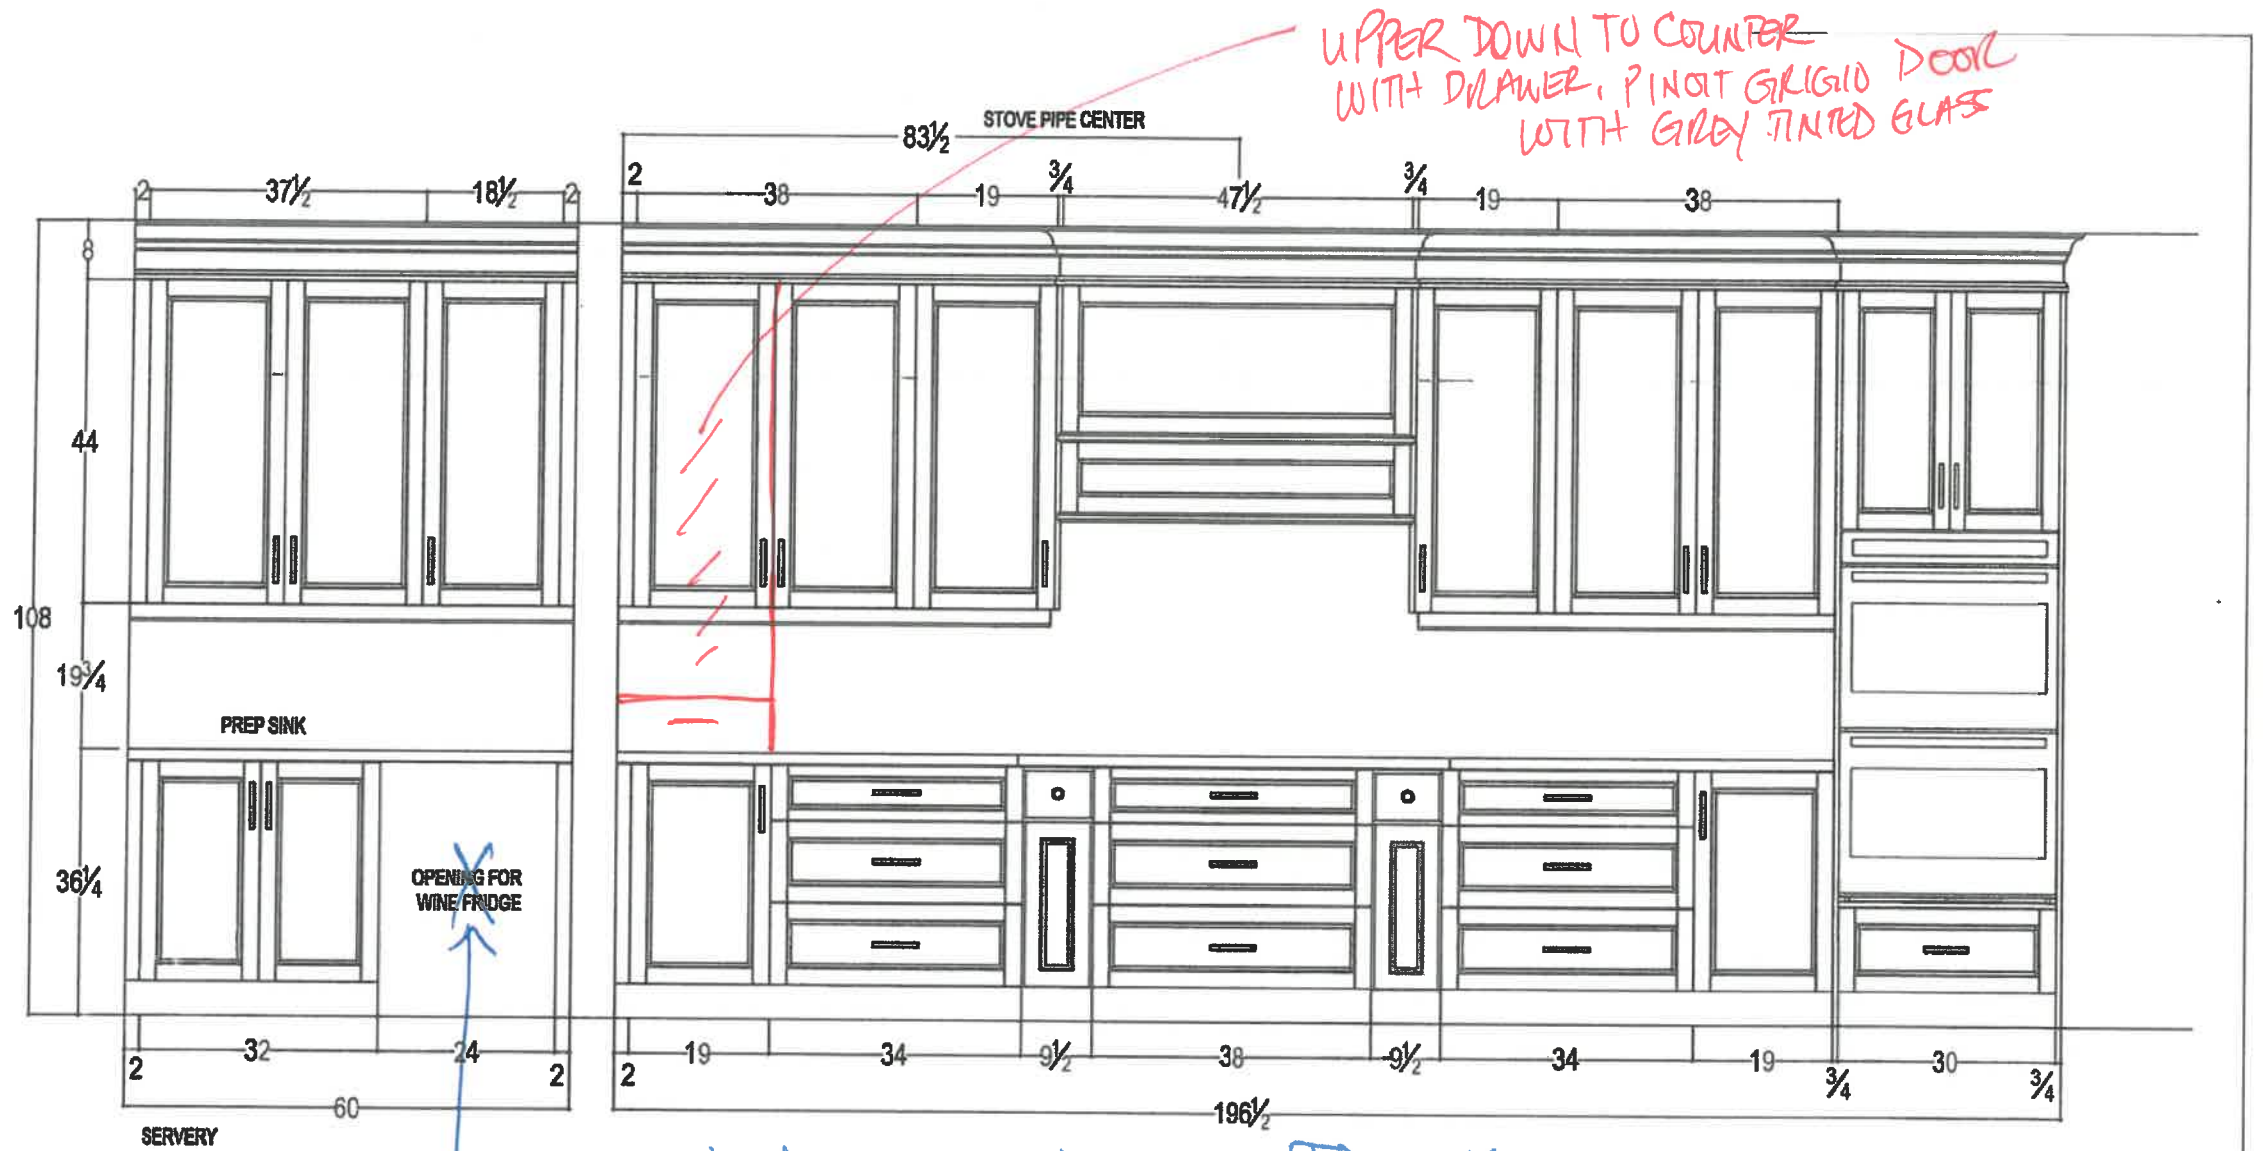 UPPER DOWN TO COUNTER
WITH DRAWER, PINOT GRIGIO DOOR
WITH GREY TINTED GLASS
STOVE PIPE CENTER
83½
2 37½ 18½ 2 2 38 19 ¾ 47½ ¾ 19 38
8
44
108
19¾
PREP SINK
36¼
OPENING FOR
WINE FRIDGE
2 32 24 2 2 19 34 9½ 38 9½ 34 19 ¾ 30 ¾
60 196½
SERVERY